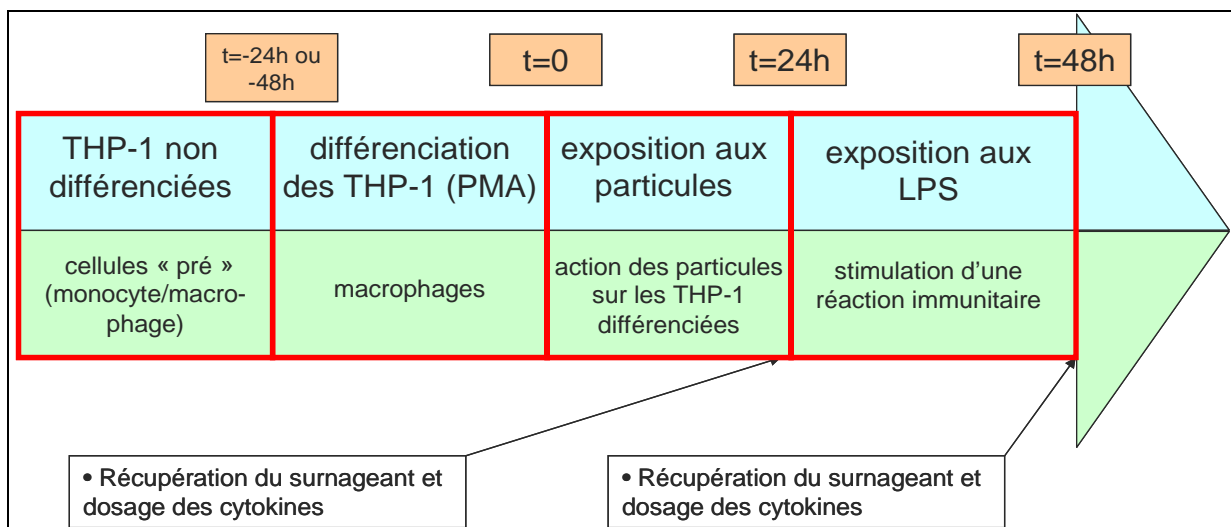 t=-24h ou
-48h
t=0
t=24h
t=48h
THP-1 non
différenciées
différenciation
des THP-1 (PMA)
exposition aux
particules
exposition aux
LPS
cellules « pré »
(monocyte/macro-
phage)
macrophages
action des particules
sur les THP-1
différenciées
stimulation d’une
réaction immunitaire
• Récupération du surnageant et
dosage des cytokines
• Récupération du surnageant et
dosage des cytokines